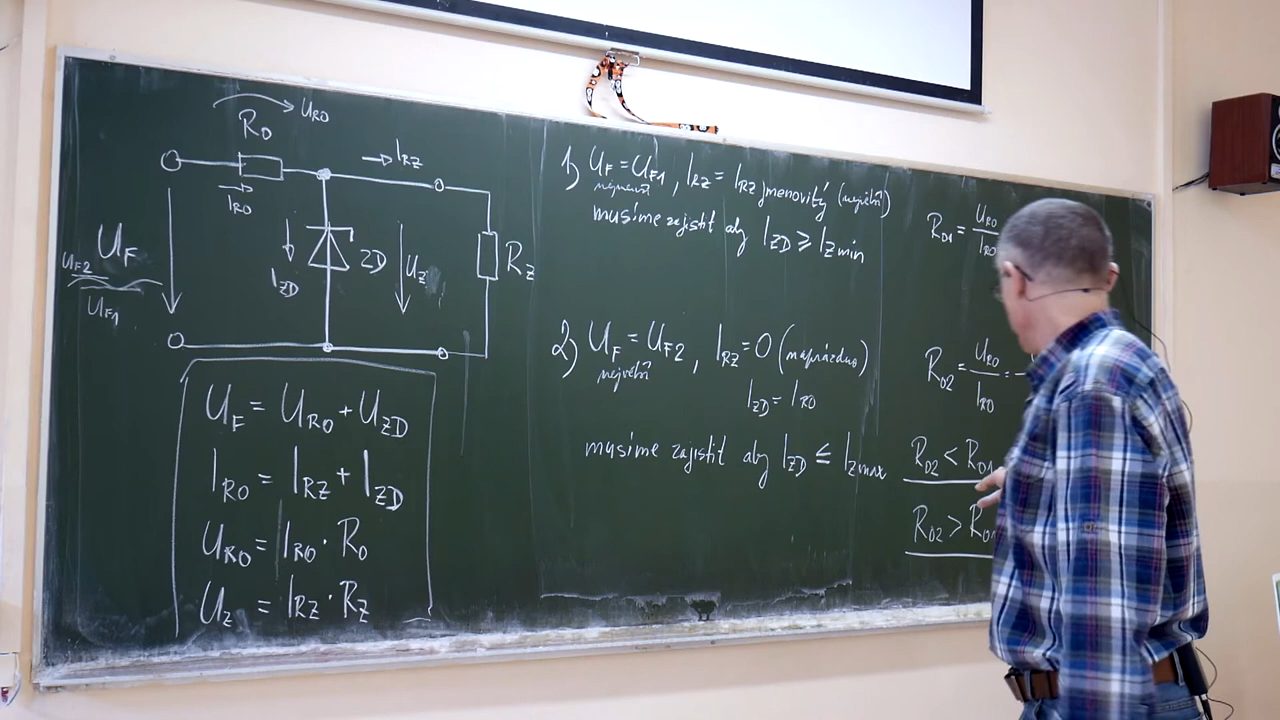 U_R0
R_0
I_RZ
I_R0
U_F
U_F2
U_F1
I_ZD
ZD
U_Z
R_Z
U_F = U_R0 + U_ZD
I_R0 = I_RZ + I_ZD
U_R0 = I_R0 · R_0
U_Z = I_RZ · R_Z
1) U_F = U_F1, I_RZ = I_RZ jmenovitý (největší)
nejmenší
musíme zajistit aby I_ZD ⩾ I_Zmin
2) U_F = U_F2, I_RZ = 0 (naprázdno)
největší
I_ZD = I_R0
musíme zajistit aby I_ZD ≤ I_Zmax
R_01 = U_R0 / I_R0
R_02 = U_R0 / I_R0 =
R_02 < R_01
R_02 > R_01